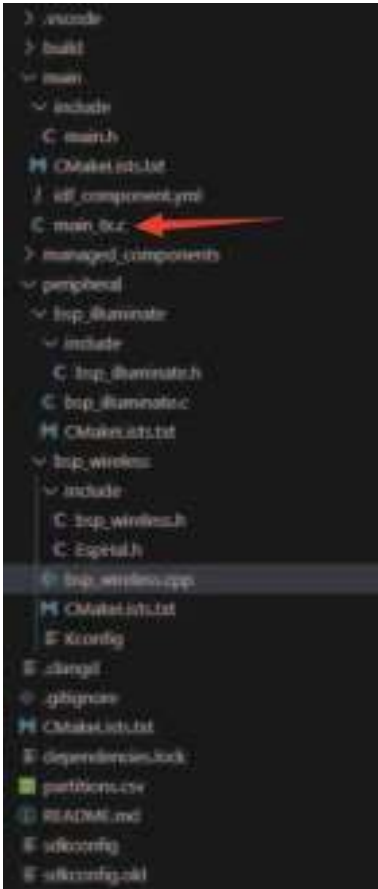 .vscode
build
main
include
main.h
CMakeLists.txt
idf_component.yml
main_tx.c
managed_components
peripheral
bsp_illuminate
include
bsp_illuminate.h
bsp_illuminate.c
CMakeLists.txt
bsp_wireless
include
bsp_wireless.h
EspHal.h
bsp_wireless.cpp
CMakeLists.txt
Kconfig
.clangd
.gitignore
CMakeLists.txt
dependencies.lock
partitions.csv
README.md
sdkconfig
sdkconfig.old